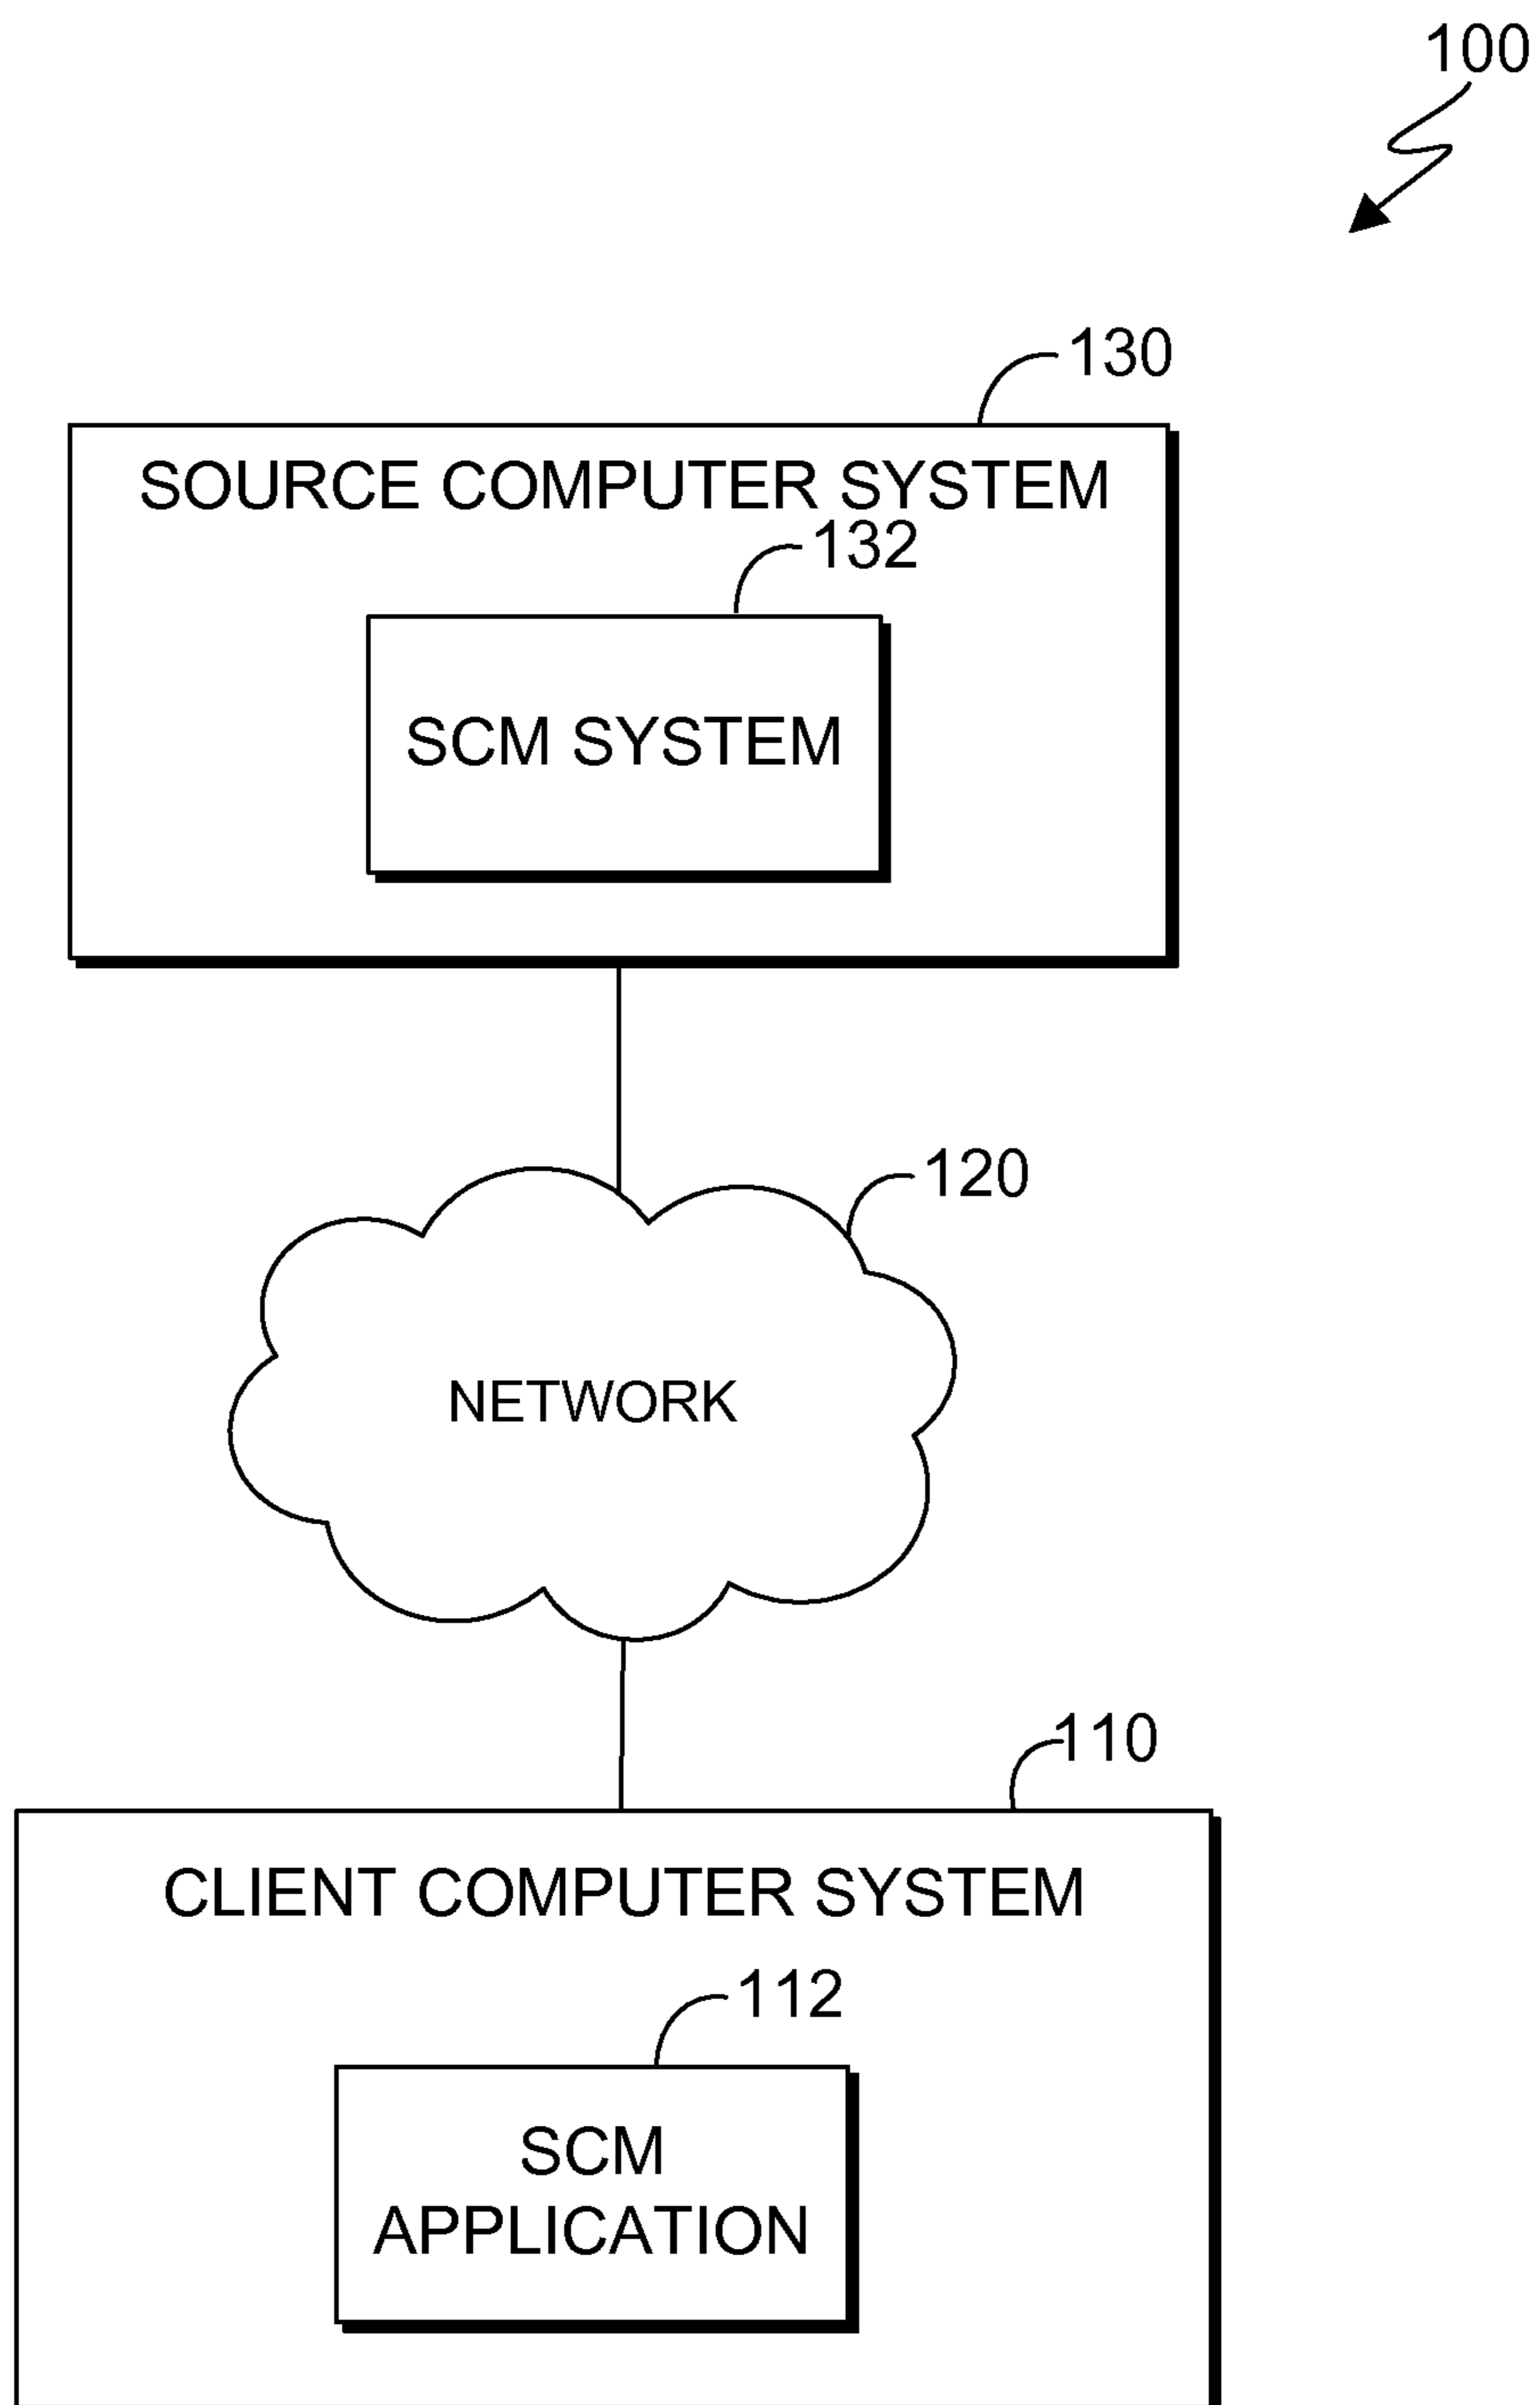 100
130
SOURCE COMPUTER SYSTEM
132
SCM SYSTEM
120
NETWORK
110
CLIENT COMPUTER SYSTEM
112
SCM
APPLICATION